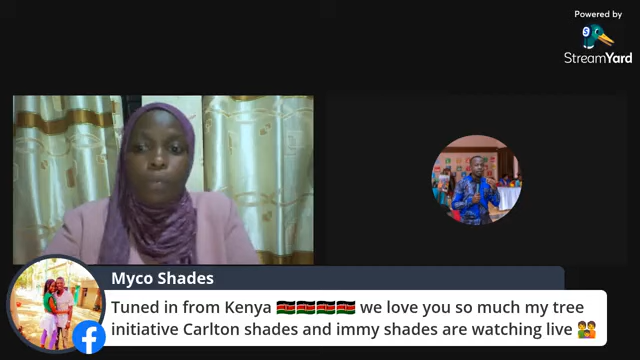 Powered by
StreamYard
Myco Shades
Tuned in from Kenya 🇰🇪🇰🇪🇰🇪🇰🇪 we love you so much my tree
initiative Carlton shades and immy shades are watching live 👨‍👩‍👧‍👦